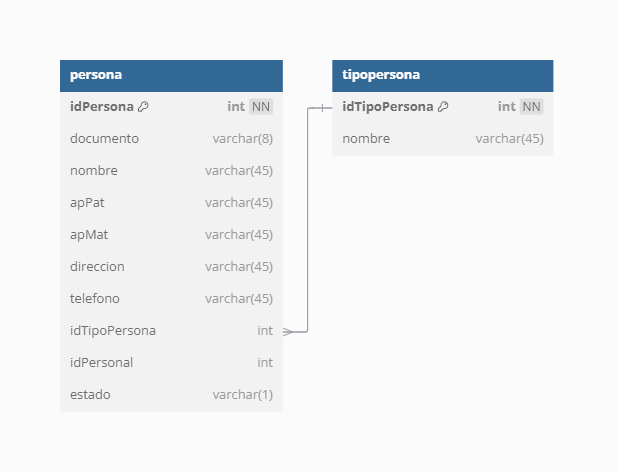 persona
idPersona int NN
documento varchar(8)
nombre varchar(45)
apPat varchar(45)
apMat varchar(45)
direccion varchar(45)
telefono varchar(45)
idTipoPersona int
idPersonal int
estado varchar(1)
tipopersona
idTipoPersona int NN
nombre varchar(45)